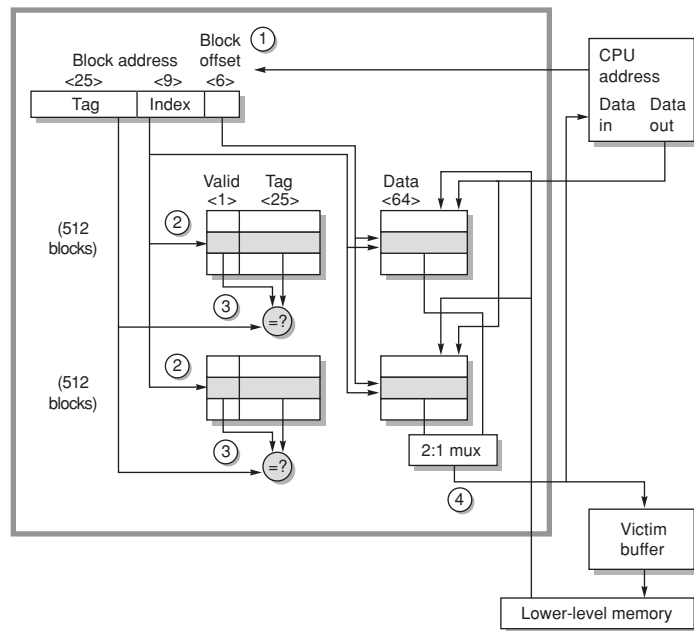 Block address
<25>
<9>
Block
offset
<6>
1
Tag
Index
CPU
address
Data
in
Data
out
Valid
<1>
Tag
<25>
Data
<64>
(512
blocks)
2
3
=?
(512
blocks)
2
3
=?
2:1 mux
4
Victim
buffer
Lower-level memory